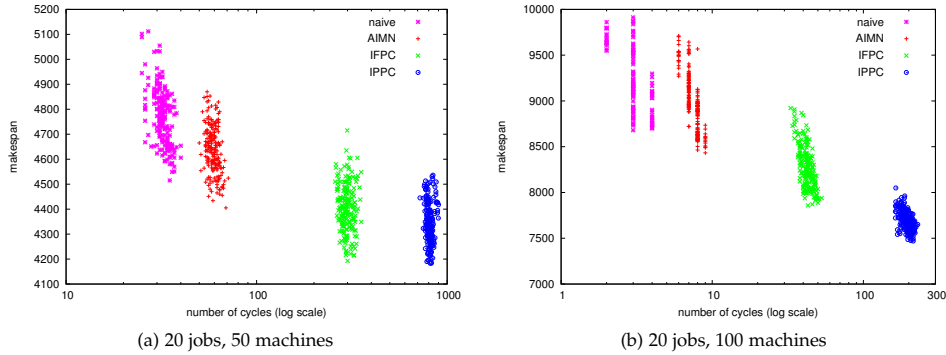 5200
5100
5000
4900
4800
4700
4600
4500
4400
4300
4200
4100
makespan
naive
AIMN
IFPC
IPPC
10 100 1000
number of cycles (log scale)
(a) 20 jobs, 50 machines
10000
9500
9000
8500
8000
7500
7000
makespan
naive
AIMN
IFPC
IPPC
1 10 100 300
number of cycles (log scale)
(b) 20 jobs, 100 machines